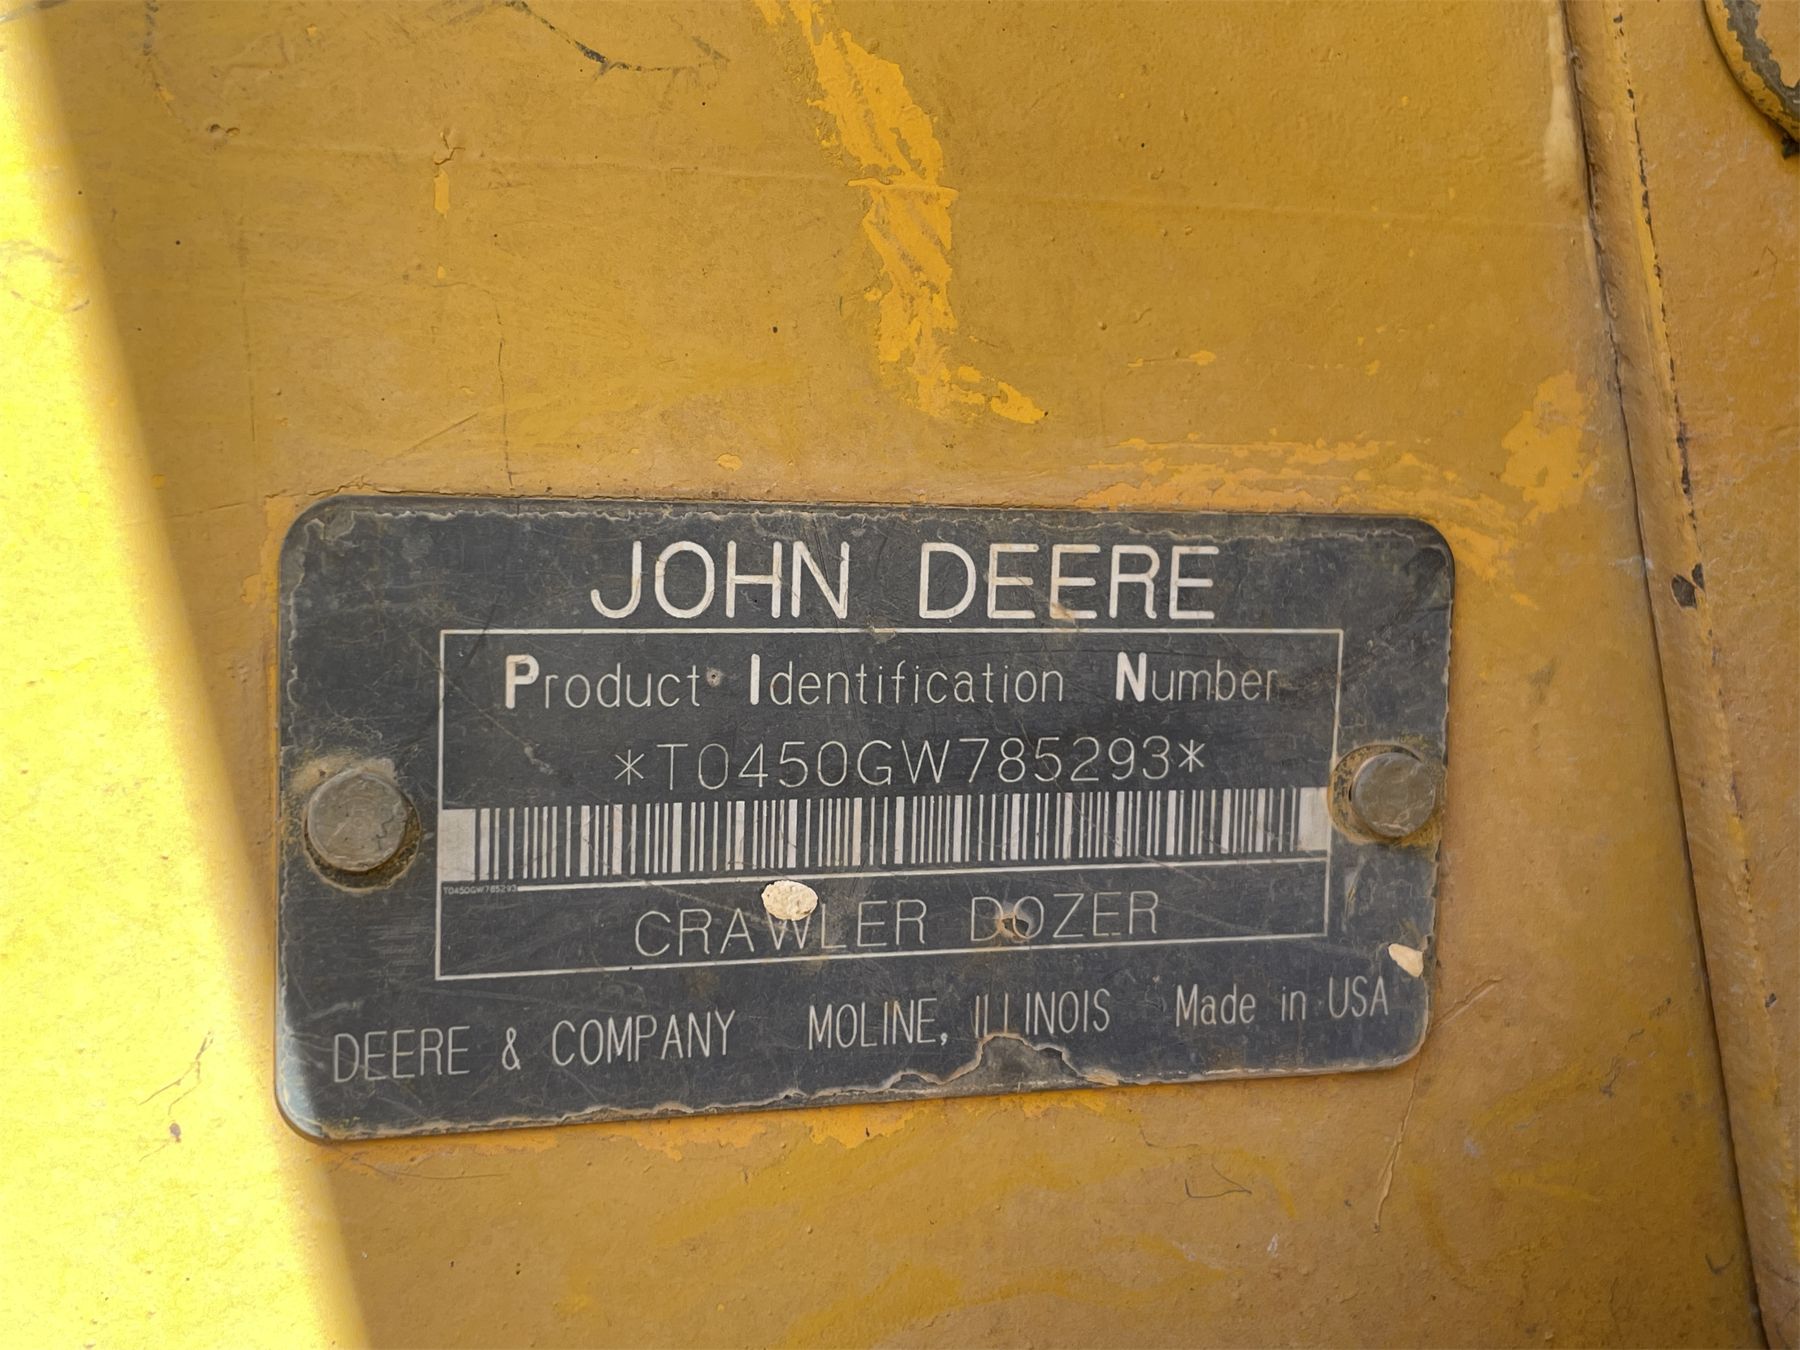 JOHN DEERE
Product Identification Number
*T0450GW785293*
T0450GW785293
CRAWLER DOZER
DEERE & COMPANY MOLINE, ILLINOIS Made in USA